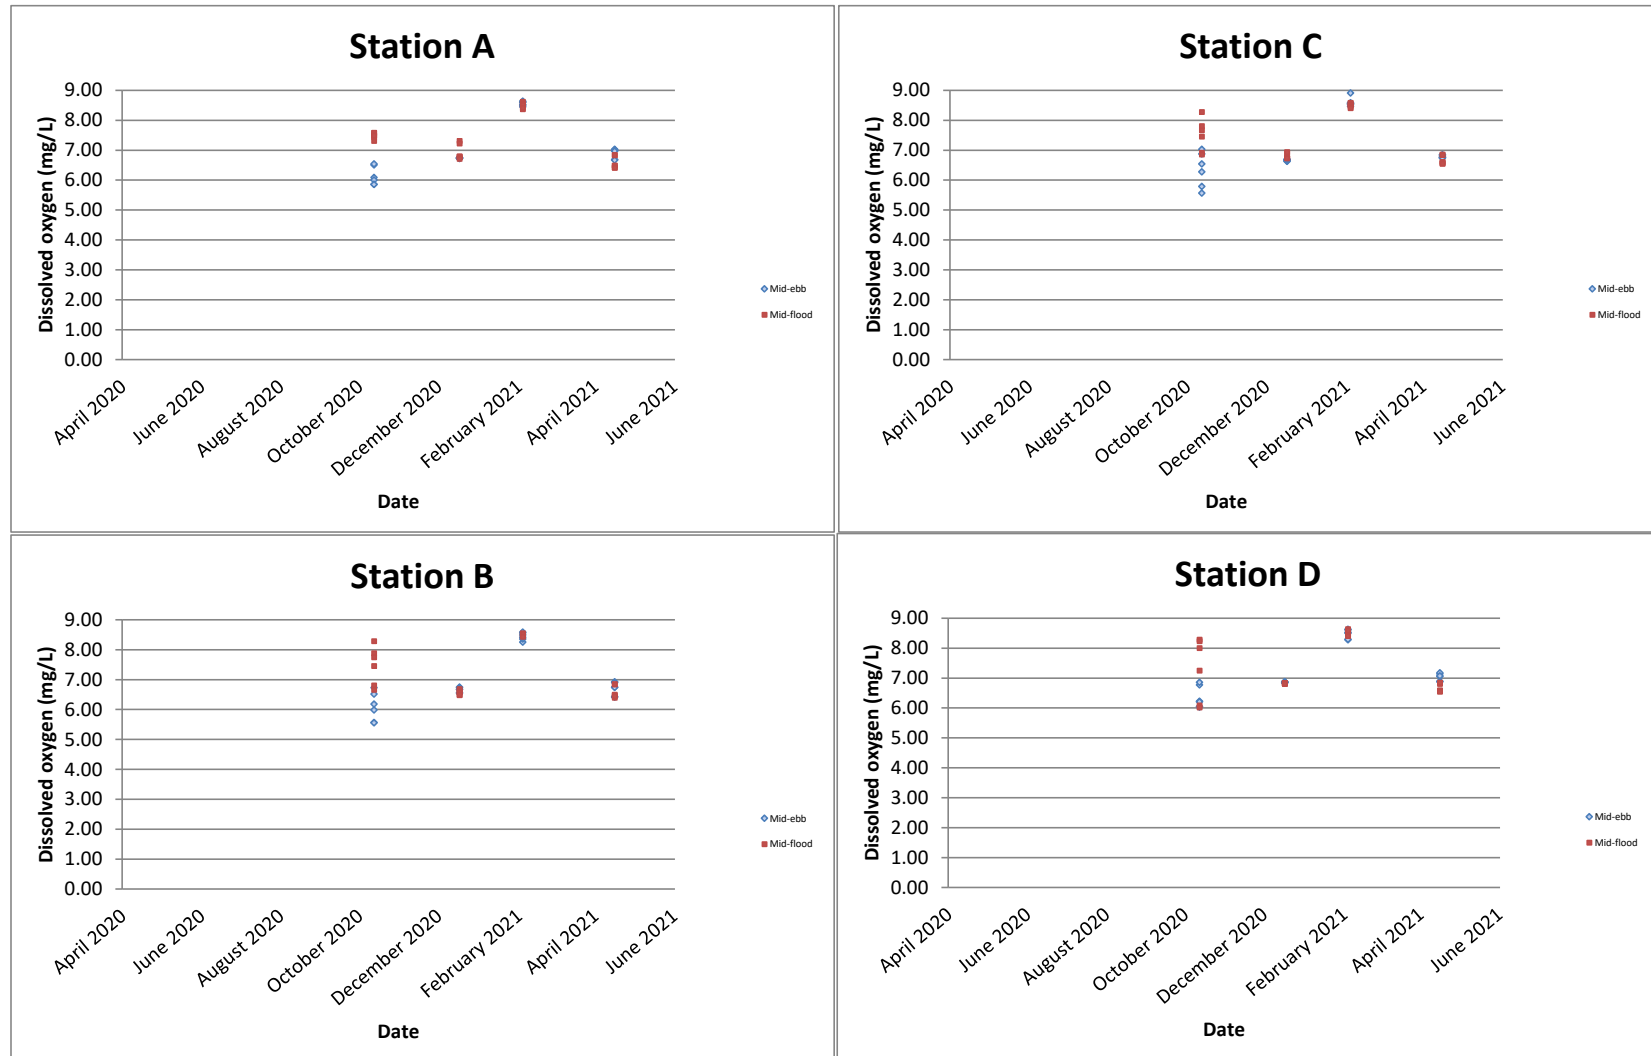 Station A
Dissolved oxygen (mg/L)
9.00
8.00
7.00
6.00
5.00
4.00
3.00
2.00
1.00
0.00
April 2020
June 2020
August 2020
October 2020
December 2020
February 2021
April 2021
June 2021
Date
Mid-ebb
Mid-flood
Station C
Dissolved oxygen (mg/L)
9.00
8.00
7.00
6.00
5.00
4.00
3.00
2.00
1.00
0.00
April 2020
June 2020
August 2020
October 2020
December 2020
February 2021
April 2021
June 2021
Date
Mid-ebb
Mid-flood
Station B
Dissolved oxygen (mg/L)
9.00
8.00
7.00
6.00
5.00
4.00
3.00
2.00
1.00
0.00
April 2020
June 2020
August 2020
October 2020
December 2020
February 2021
April 2021
June 2021
Date
Mid-ebb
Mid-flood
Station D
Dissolved oxygen (mg/L)
9.00
8.00
7.00
6.00
5.00
4.00
3.00
2.00
1.00
0.00
April 2020
June 2020
August 2020
October 2020
December 2020
February 2021
April 2021
June 2021
Date
Mid-ebb
Mid-flood